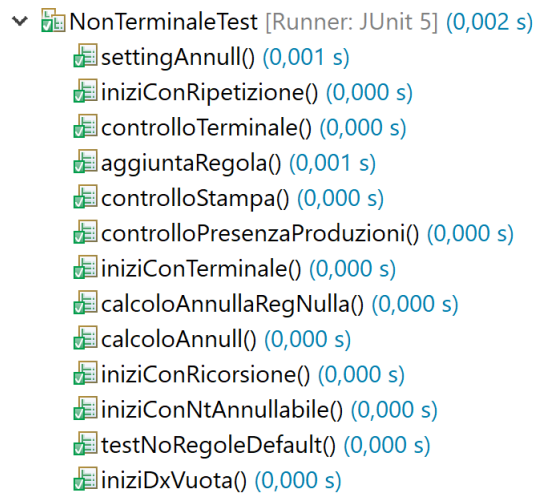 NonTerminaleTest [Runner: JUnit 5] (0,002 s)
settingAnnull() (0,001 s)
iniziConRipetizione() (0,000 s)
controlloTerminale() (0,000 s)
aggiuntaRegola() (0,001 s)
controlloStampa() (0,000 s)
controlloPresenzaProduzioni() (0,000 s)
iniziConTerminale() (0,000 s)
calcoloAnnullaRegNulla() (0,000 s)
calcoloAnnull() (0,000 s)
iniziConRicorsione() (0,000 s)
iniziConNtAnnullabile() (0,000 s)
testNoRegoleDefault() (0,000 s)
iniziDxVuota() (0,000 s)